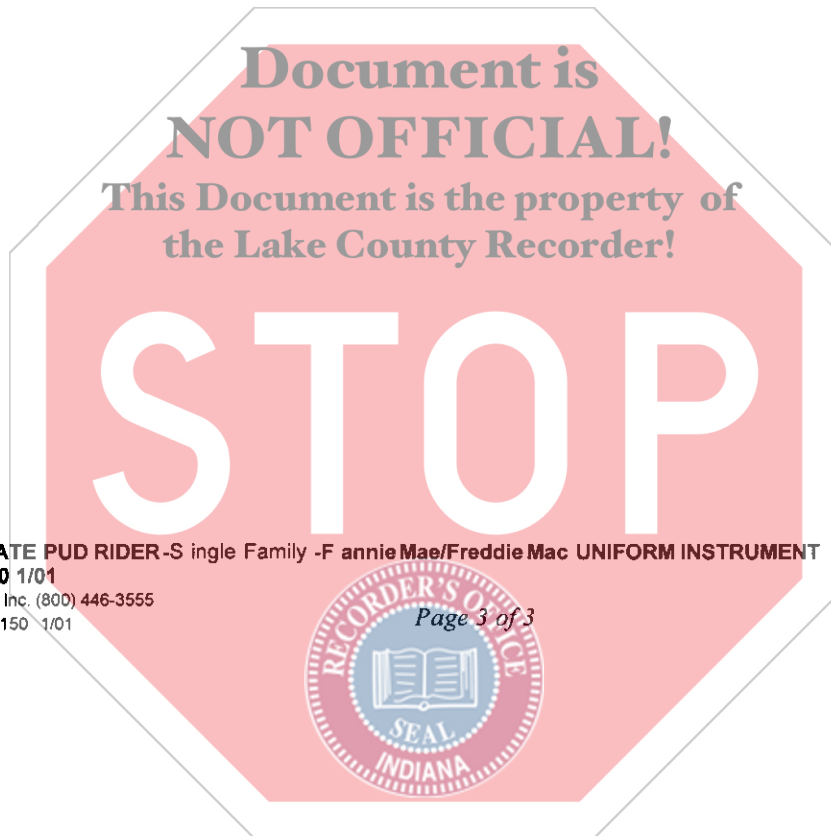 Document is
NOT OFFICIAL!
This Document is the property of
the Lake County Recorder!
STOP
ATE PUD RIDER-S ingle Family -F annie Mae/Freddie Mac UNIFORM INSTRUMENT
0 1/01
Inc. (800) 446-3555
150 1/01
Page 3 of 3
RECORDER'S OFFICE
SEAL
INDIANA